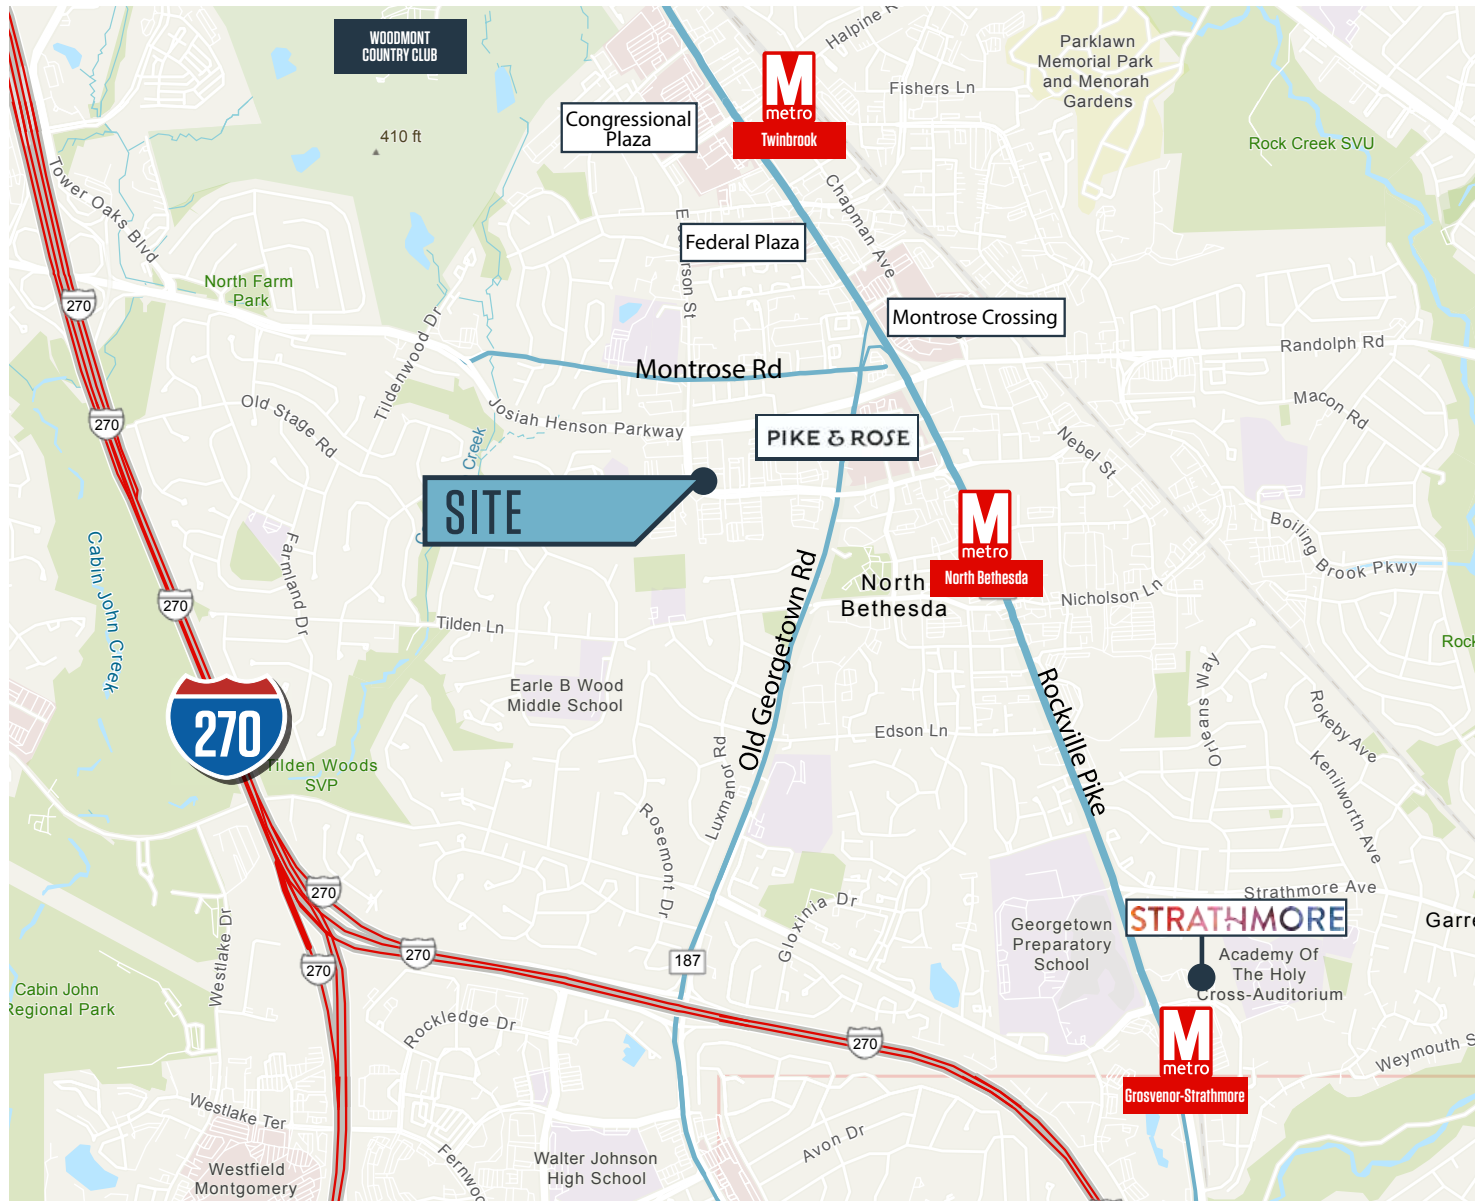 WOODMONT
COUNTRY CLUB
Halpine
Parklawn
Memorial Park
and Menorah
Gardens
M
metro
Twinbrook
Fishers Ln
Congressional
Plaza
410 ft
Rock Creek SVU
Tower Oaks Blvd
Chapman Ave
Federal Plaza
North Farm
Park
270
Montrose Crossing
Tildenwood Dr
Randolph Rd
Montrose Rd
Macon Rd
Old Stage Rd
Josiah Henson Parkway
270
PIKE & ROSE
Nebel St
Creek
SITE
M
metro
North Bethesda
Boiling Brook Pkwy
Farmland Dr
Cabin John Creek
North
Bethesda
Nicholson Ln
270
Tilden Ln
Old Georgetown Rd
Rockville Pike
Orleans Way
Rokeby Ave
Earle B Wood
Middle School
270
Edson Ln
Luxmanor Rd
Kenilworth Ave
Tilden Woods
SVP
Rosemont Dr
Strathmore Ave
270
Gloxinia Dr
STRATHMORE
Georgetown
Preparatory
School
Westlake Dr
Academy Of
The Holy
Cross-Auditorium
270
187
270
Cabin John
Regional Park
Rockledge Dr
270
M
metro
Grosvenor-Strathmore
Weymouth
Westlake Ter
Avon Dr
Walter Johnson
High School
Westfield
Montgomery